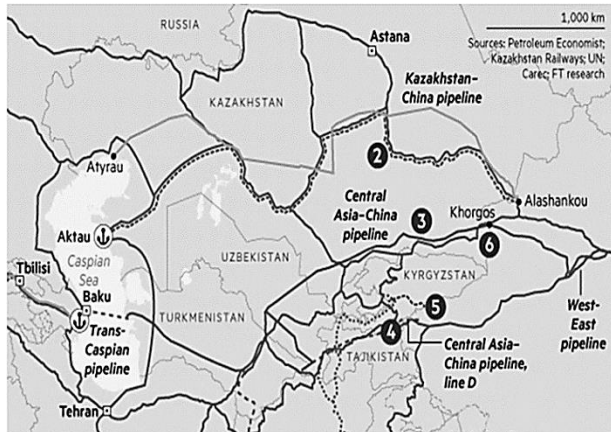 RUSSIA
1,000 km
Astana
Sources: Petroleum Economist;
Kazakhstan Railways; UN;
Carec; FT research
Kazakhstan–
China pipeline
KAZAKHSTAN
2
Atyrau
Central
Asia–China
pipeline
3
Alashankou
Khorgos
6
Aktau
Caspian
Sea
UZBEKISTAN
KYRGYZSTAN
Tbilisi
Baku
TURKMENISTAN
5
West-
East
pipeline
Trans-
Caspian
pipeline
4
Central Asia–
China pipeline,
line D
TAJIKISTAN
Tehran